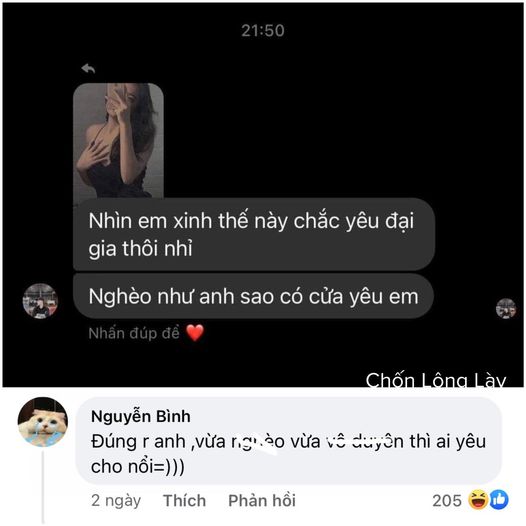 21:50
Nhìn em xinh thế này chắc yêu đại
gia thôi nhỉ
Nghèo như anh sao có cửa yêu em
Nhấn đúp để ❤️
Chốn Lộng Lày
Nguyễn Bình
Đúng r anh ,vừa nghèo vừa vô duyên thì ai yêu
cho nổi=)))
2 ngày Thích Phản hồi 205